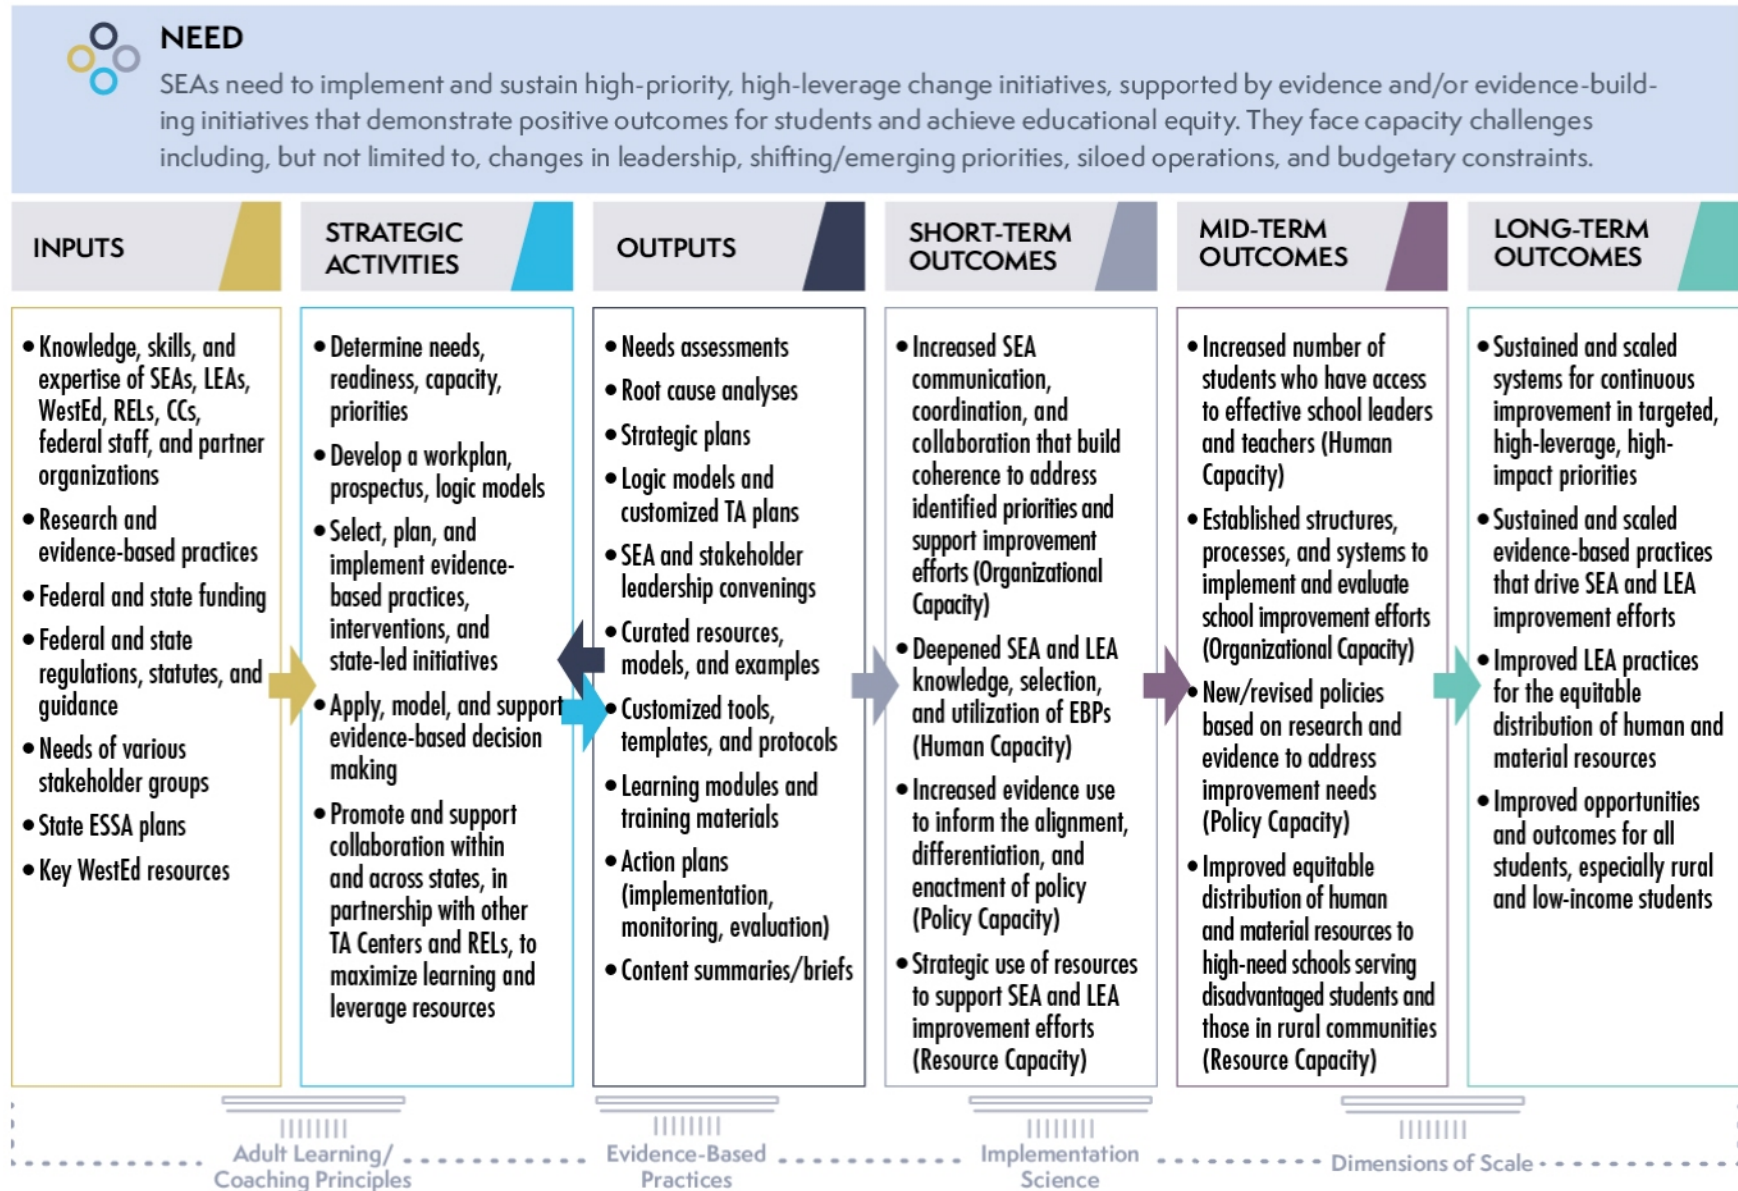 NEED
SEAs need to implement and sustain high-priority, high-leverage change initiatives, supported by evidence and/or evidence-build-
ing initiatives that demonstrate positive outcomes for students and achieve educational equity. They face capacity challenges
including, but not limited to, changes in leadership, shifting/emerging priorities, siloed operations, and budgetary constraints.
INPUTS
• Knowledge, skills, and
expertise of SEAs, LEAs,
WestEd, RELs, CCs,
federal staff, and partner
organizations
• Research and
evidence-based practices
• Federal and state funding
• Federal and state
regulations, statutes, and
guidance
• Needs of various
stakeholder groups
• State ESSA plans
• Key WestEd resources
STRATEGIC
ACTIVITIES
• Determine needs,
readiness, capacity,
priorities
• Develop a workplan,
prospectus, logic models
• Select, plan, and
implement evidence-
based practices,
interventions, and
state-led initiatives
• Apply, model, and support
evidence-based decision
making
• Promote and support
collaboration within
and across states, in
partnership with other
TA Centers and RELs, to
maximize learning and
leverage resources
OUTPUTS
• Needs assessments
• Root cause analyses
• Strategic plans
• Logic models and
customized TA plans
• SEA and stakeholder
leadership convenings
• Curated resources,
models, and examples
• Customized tools,
templates, and protocols
• Learning modules and
training materials
• Action plans
(implementation,
monitoring, evaluation)
• Content summaries/briefs
SHORT-TERM
OUTCOMES
• Increased SEA
communication,
coordination, and
collaboration that build
coherence to address
identified priorities and
support improvement
efforts (Organizational
Capacity)
• Deepened SEA and LEA
knowledge, selection,
and utilization of EBPs
(Human Capacity)
• Increased evidence use
to inform the alignment,
differentiation, and
enactment of policy
(Policy Capacity)
• Strategic use of resources
to support SEA and LEA
improvement efforts
(Resource Capacity)
MID-TERM
OUTCOMES
• Increased number of
students who have access
to effective school leaders
and teachers (Human
Capacity)
• Established structures,
processes, and systems to
implement and evaluate
school improvement efforts
(Organizational Capacity)
• New/revised policies
based on research and
evidence to address
improvement needs
(Policy Capacity)
• Improved equitable
distribution of human
and material resources to
high-need schools serving
disadvantaged students and
those in rural communities
(Resource Capacity)
LONG-TERM
OUTCOMES
• Sustained and scaled
systems for continuous
improvement in targeted,
high-leverage, high-
impact priorities
• Sustained and scaled
evidence-based practices
that drive SEA and LEA
improvement efforts
• Improved LEA practices
for the equitable
distribution of human and
material resources
• Improved opportunities
and outcomes for all
students, especially rural
and low-income students
Adult Learning/
Coaching Principles
Evidence-Based
Practices
Implementation
Science
Dimensions of Scale